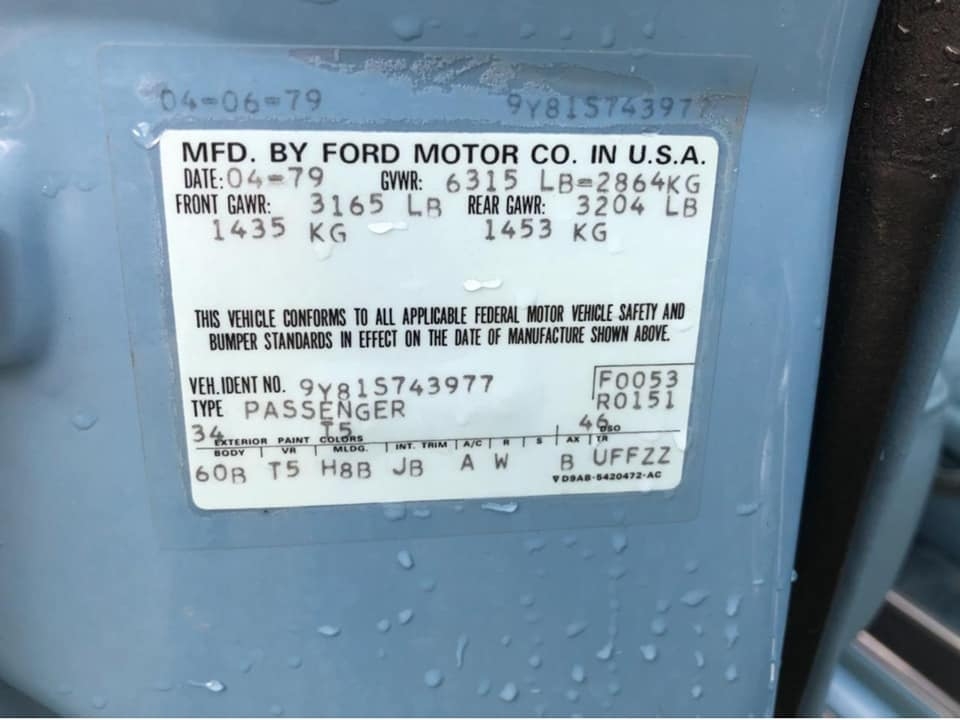 04-06-79 9Y81S743977
MFD. BY FORD MOTOR CO. IN U.S.A.
DATE: 04-79 GVWR: 6315 LB=2864KG
FRONT GAWR: 3165 LB REAR GAWR: 3204 LB
1435 KG 1453 KG
THIS VEHICLE CONFORMS TO ALL APPLICABLE FEDERAL MOTOR VEHICLE SAFETY AND
BUMPER STANDARDS IN EFFECT ON THE DATE OF MANUFACTURE SHOWN ABOVE.
VEH. IDENT NO. 9Y81S743977 F0053
TYPE PASSENGER R0151
34 T5 46
EXTERIOR PAINT COLORS DSO
BODY VR MLDG. INT. TRIM A/C R S AX TR
60B T5 H8B JB A W B UFFZZ
▽ D9AB-5420472-AC